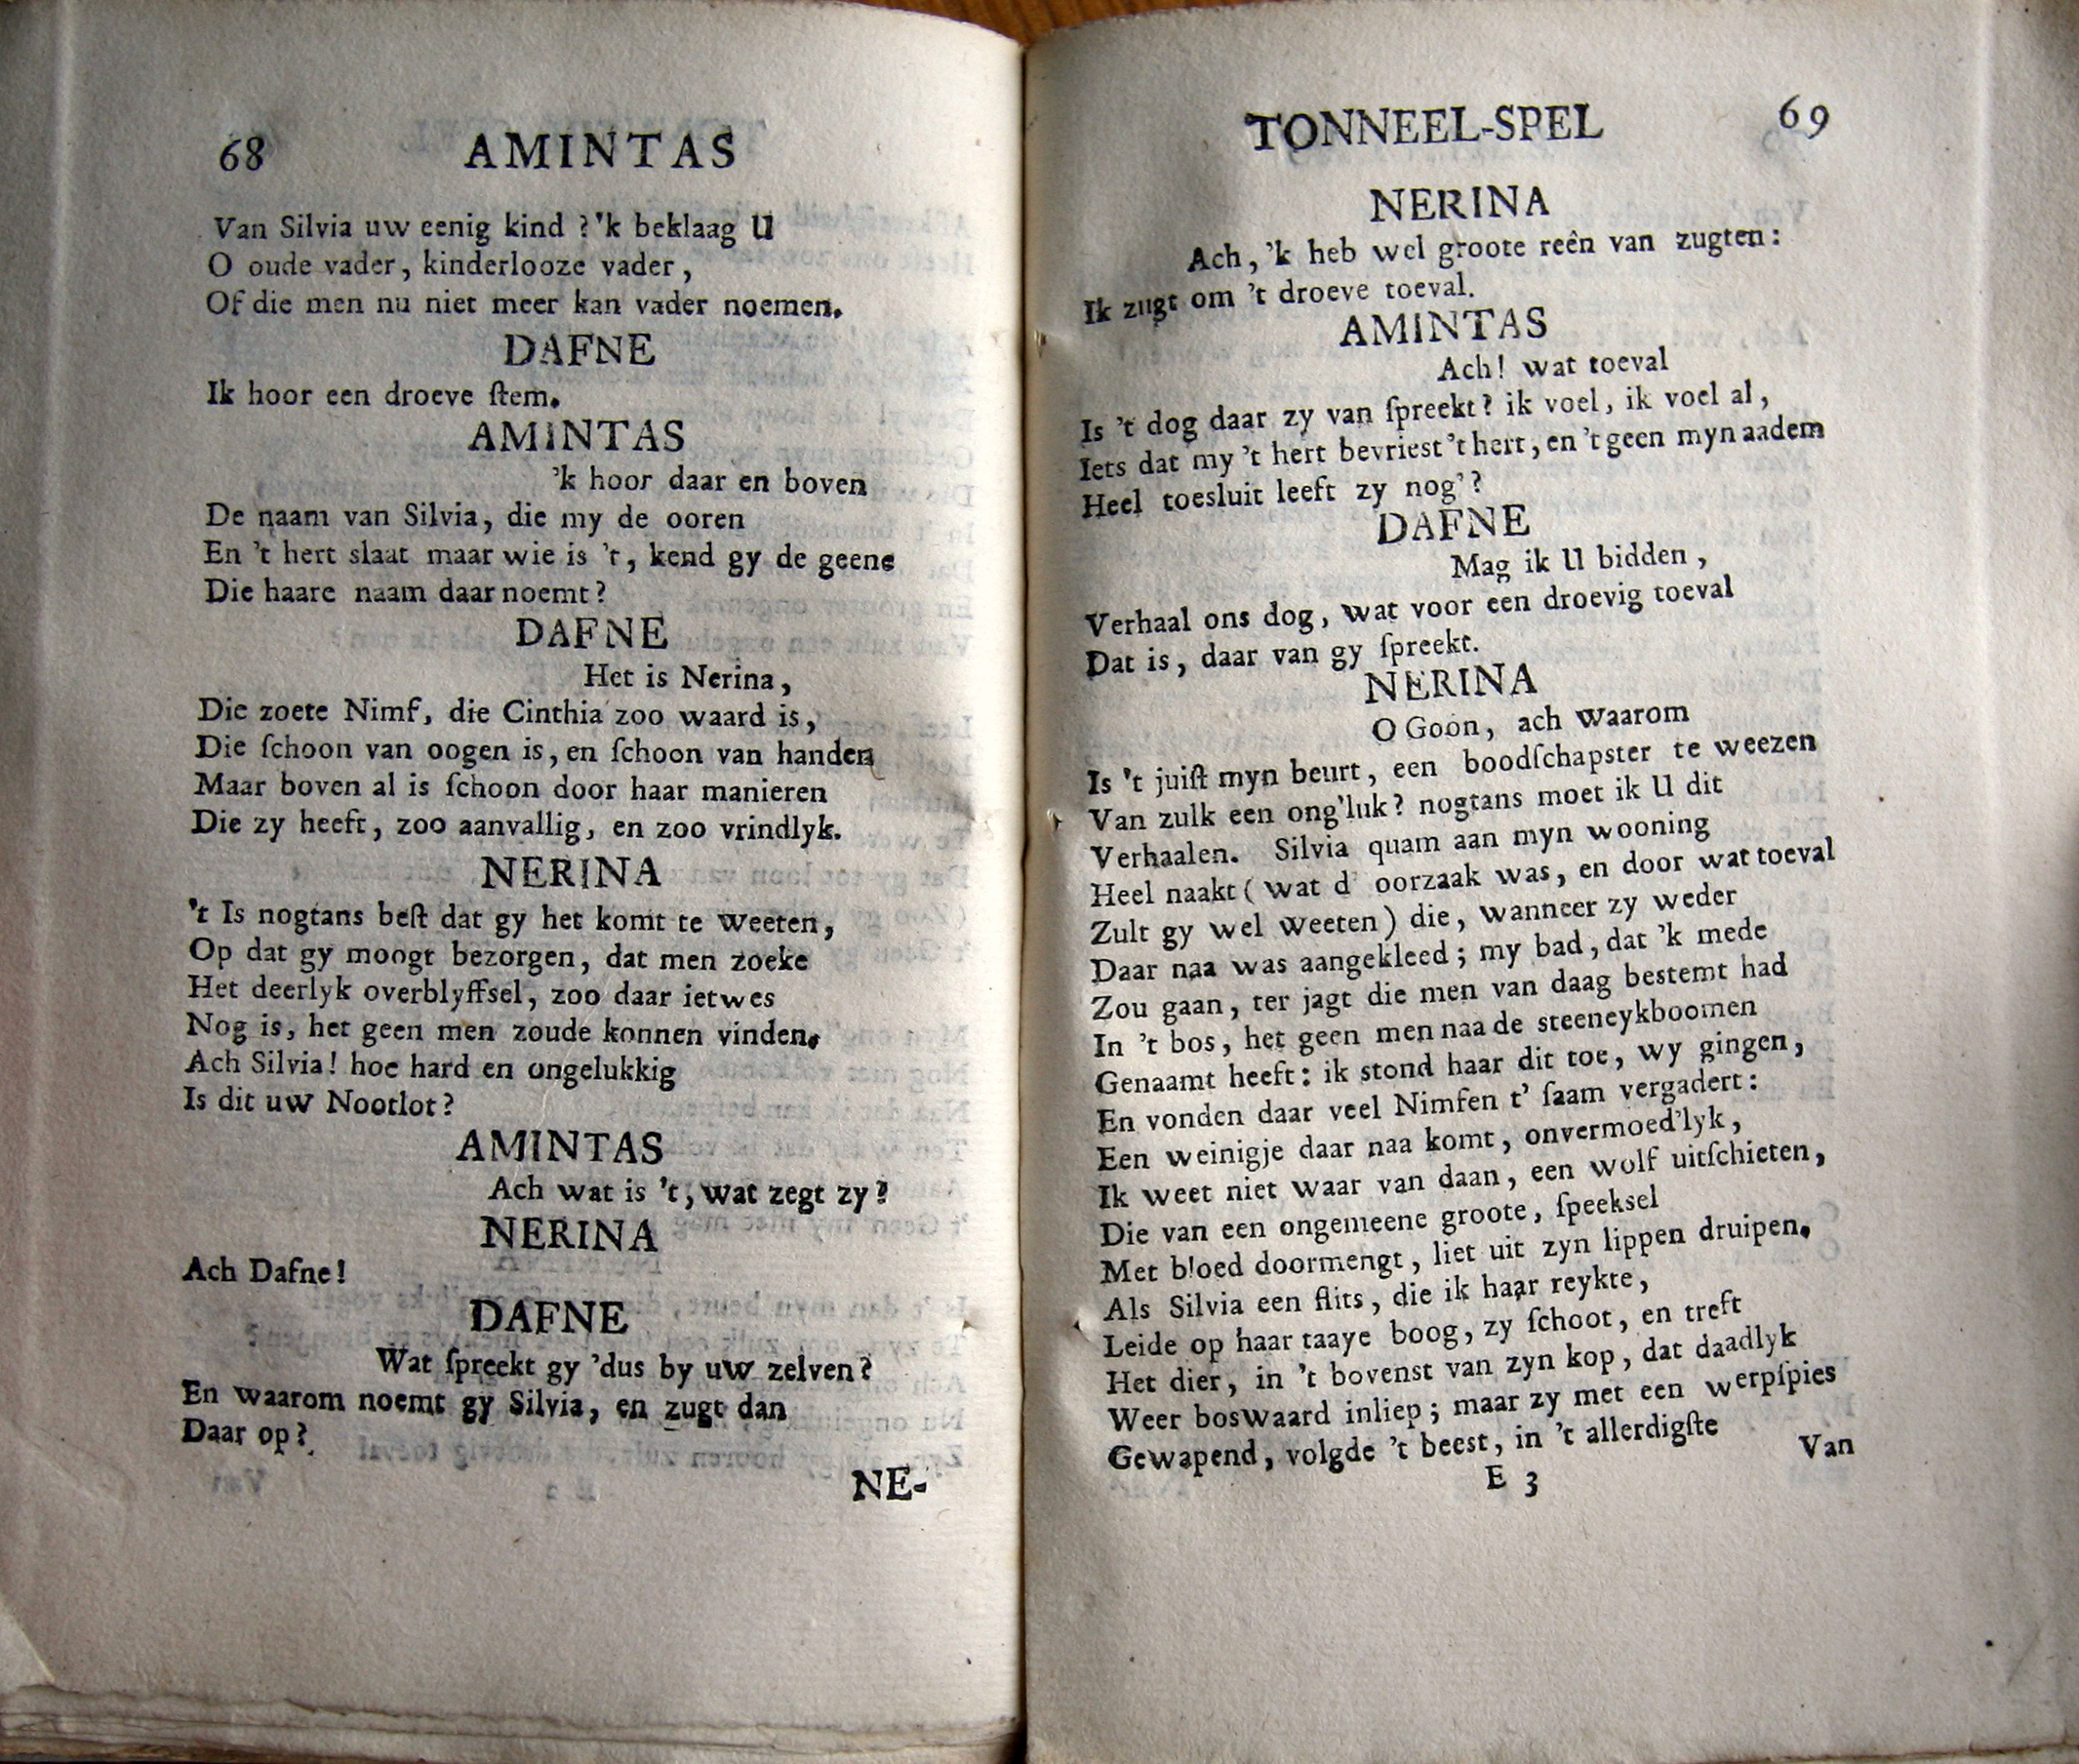 68 AMINTAS
Van Silvia uw eenig kind ? 'k beklaag U
O oude vader, kinderlooze vader,
Of die men nu niet meer kan vader noemen.
DAFNE
Ik hoor een droeve ſtem.
AMINTAS
'k hoor daar en boven
De naam van Silvia, die my de ooren
En 't hert slaat maar wie is 't, kend gy de geene
Die haare naam daar noemt?
DAFNE
Het is Nerina,
Die zoete Nimf, die Cinthia zoo waard is,
Die ſchoon van oogen is, en ſchoon van handen
Maar boven al is ſchoon door haar manieren
Die zy heeft, zoo aanvallig, en zoo vrindlyk.
NERINA
't Is nogtans beſt dat gy het komt te weeten,
Op dat gy moogt bezorgen, dat men zoeke
Het deerlyk overblyffsel, zoo daar ietwes
Nog is, het geen men zoude konnen vinden.
Ach Silvia! hoe hard en ongelukkig
Is dit uw Nootlot?
AMINTAS
Ach wat is 't, wat zegt zy?
NERINA
Ach Dafne!
DAFNE
Wat ſpreekt gy 'dus by uw zelven?
En waarom noemt gy Silvia, en zugt dan
Daar op?
NE-
TONNEEL-SPEL 69
NERINA
Ach, 'k heb wel groote reên van zugten:
Ik zugt om 't droeve toeval.
AMINTAS
Ach! wat toeval
Is 't dog daar zy van ſpreekt? ik voel, ik voel al,
Iets dat my 't hert bevriest 't hert, en 't geen myn aadem
Heel toesluit leeft zy nog'?
DAFNE
Mag ik U bidden,
Verhaal ons dog, wat voor een droevig toeval
Dat is, daar van gy ſpreekt.
NERINA
O Goôn, ach waarom
Is 't juiſt myn beurt, een boodſchapster te weezen
Van zulk een ong'luk? nogtans moet ik U dit
Verhaalen. Silvia quam aan myn wooning
Heel naakt ( wat d' oorzaak was, en door wat toeval
Zult gy wel weeten ) die, wanneer zy weder
Daar naa was aangekleed; my bad, dat 'k mede
Zou gaan, ter jagt die men van daag bestemt had
In 't bos, het geen men naa de steeneykboomen
Genaamt heeft: ik stond haar dit toe, wy gingen,
En vonden daar veel Nimfen t' ſaam vergadert:
Een weinigje daar naa komt, onvermoed'lyk,
Ik weet niet waar van daan, een wolf uitſchieten,
Die van een ongemeene groote, ſpeeksel
Met bloed doormengt, liet uit zyn lippen druipen.
Als Silvia een flits, die ik haar reykte,
Leide op haar taaye boog, zy ſchoot, en treft
Het dier, in 't bovenst van zyn kop, dat daadlyk
Weer boswaard inliep; maar zy met een werpſpies
Gewapend, volgde 't beest, in 't allerdigſte
E 3 Van